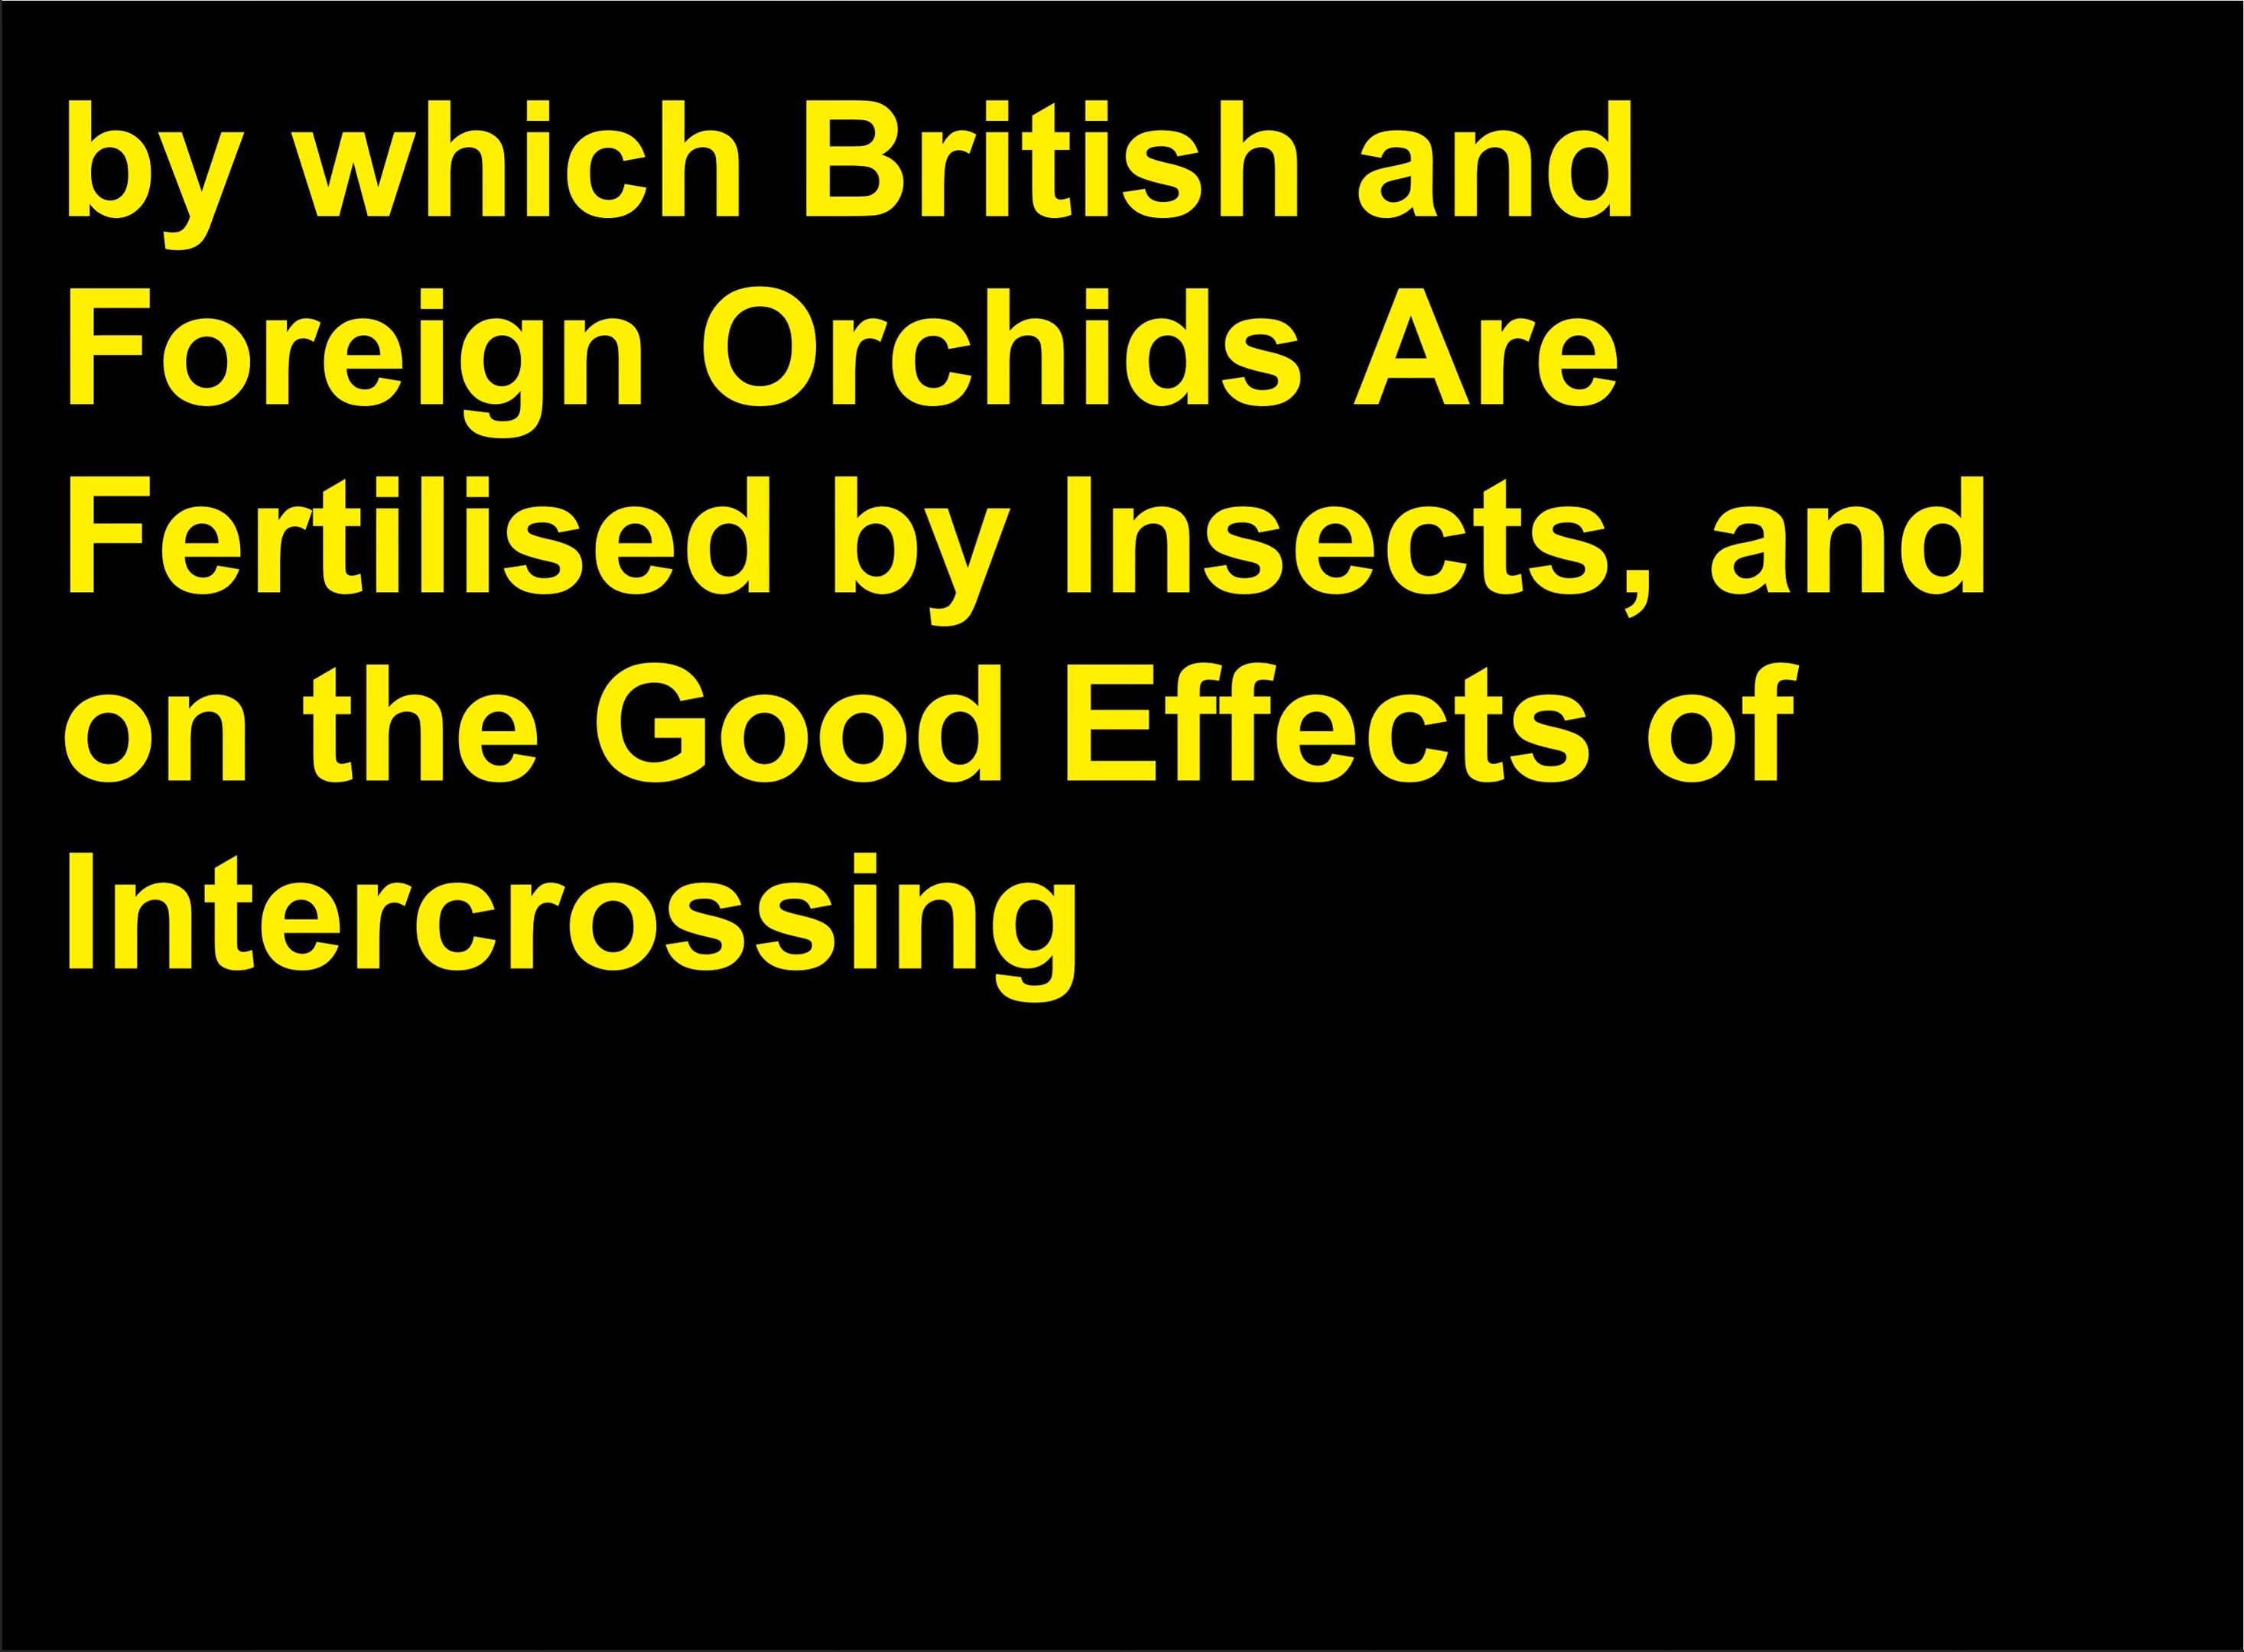 by which British and
Foreign Orchids Are
Fertilised by Insects, and
on the Good Effects of
Intercrossing